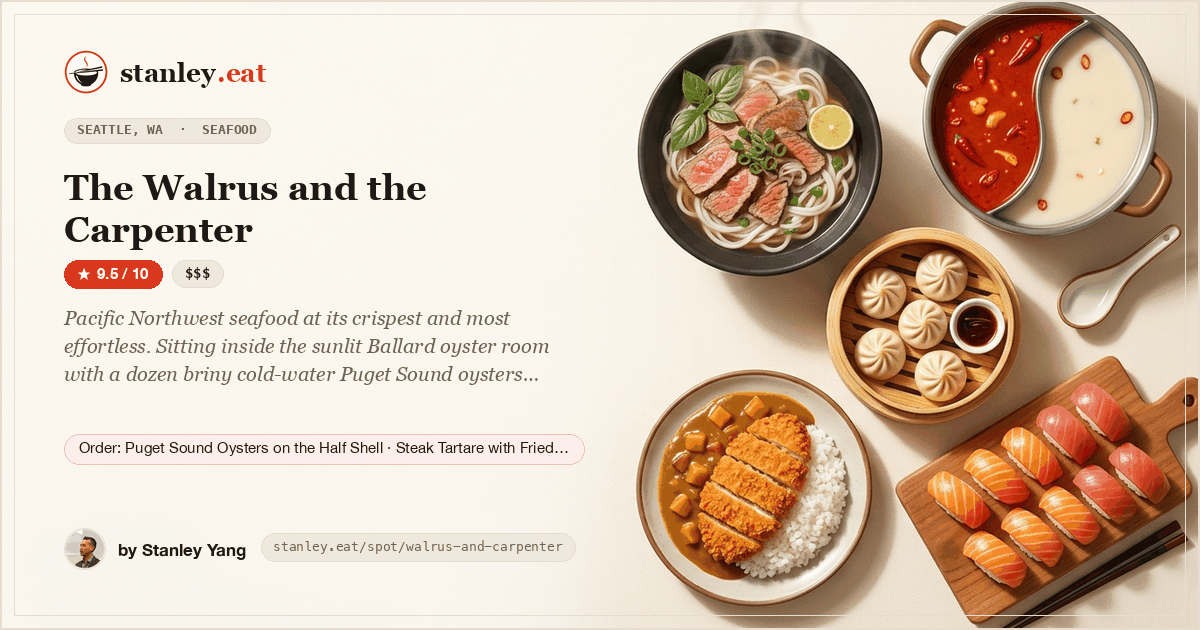 stanley.eat
SEATTLE, WA · SEAFOOD
The Walrus and the
Carpenter
★ 9.5 / 10 $$$
Pacific Northwest seafood at its crispest and most
effortless. Sitting inside the sunlit Ballard oyster room
with a dozen briny cold-water Puget Sound oysters...
Order: Puget Sound Oysters on the Half Shell · Steak Tartare with Fried...
by Stanley Yang stanley.eat/spot/walrus-and-carpenter